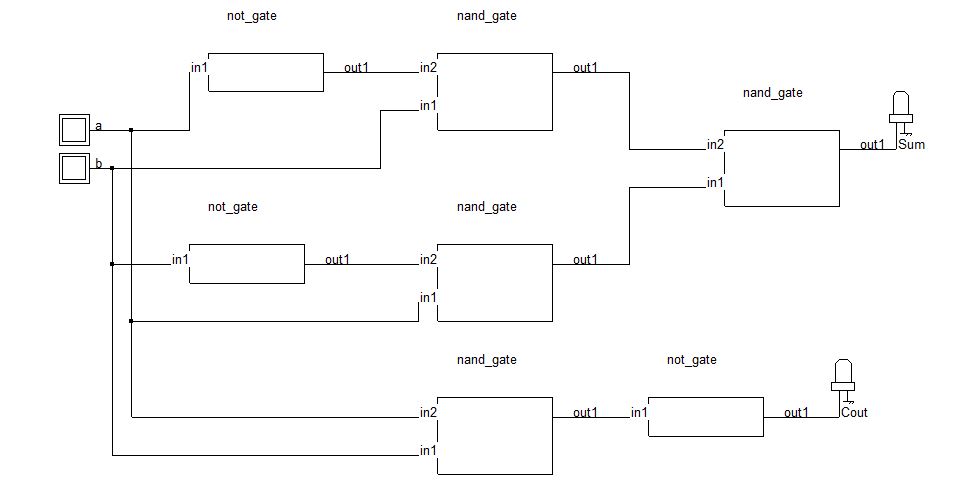 not_gate
nand_gate
in1
out1
in2
out1
in1
nand_gate
a
in2
out1
Sum
b
in1
not_gate
nand_gate
in1
out1
in2
out1
in1
nand_gate
not_gate
in2
out1
in1
out1
Cout
in1